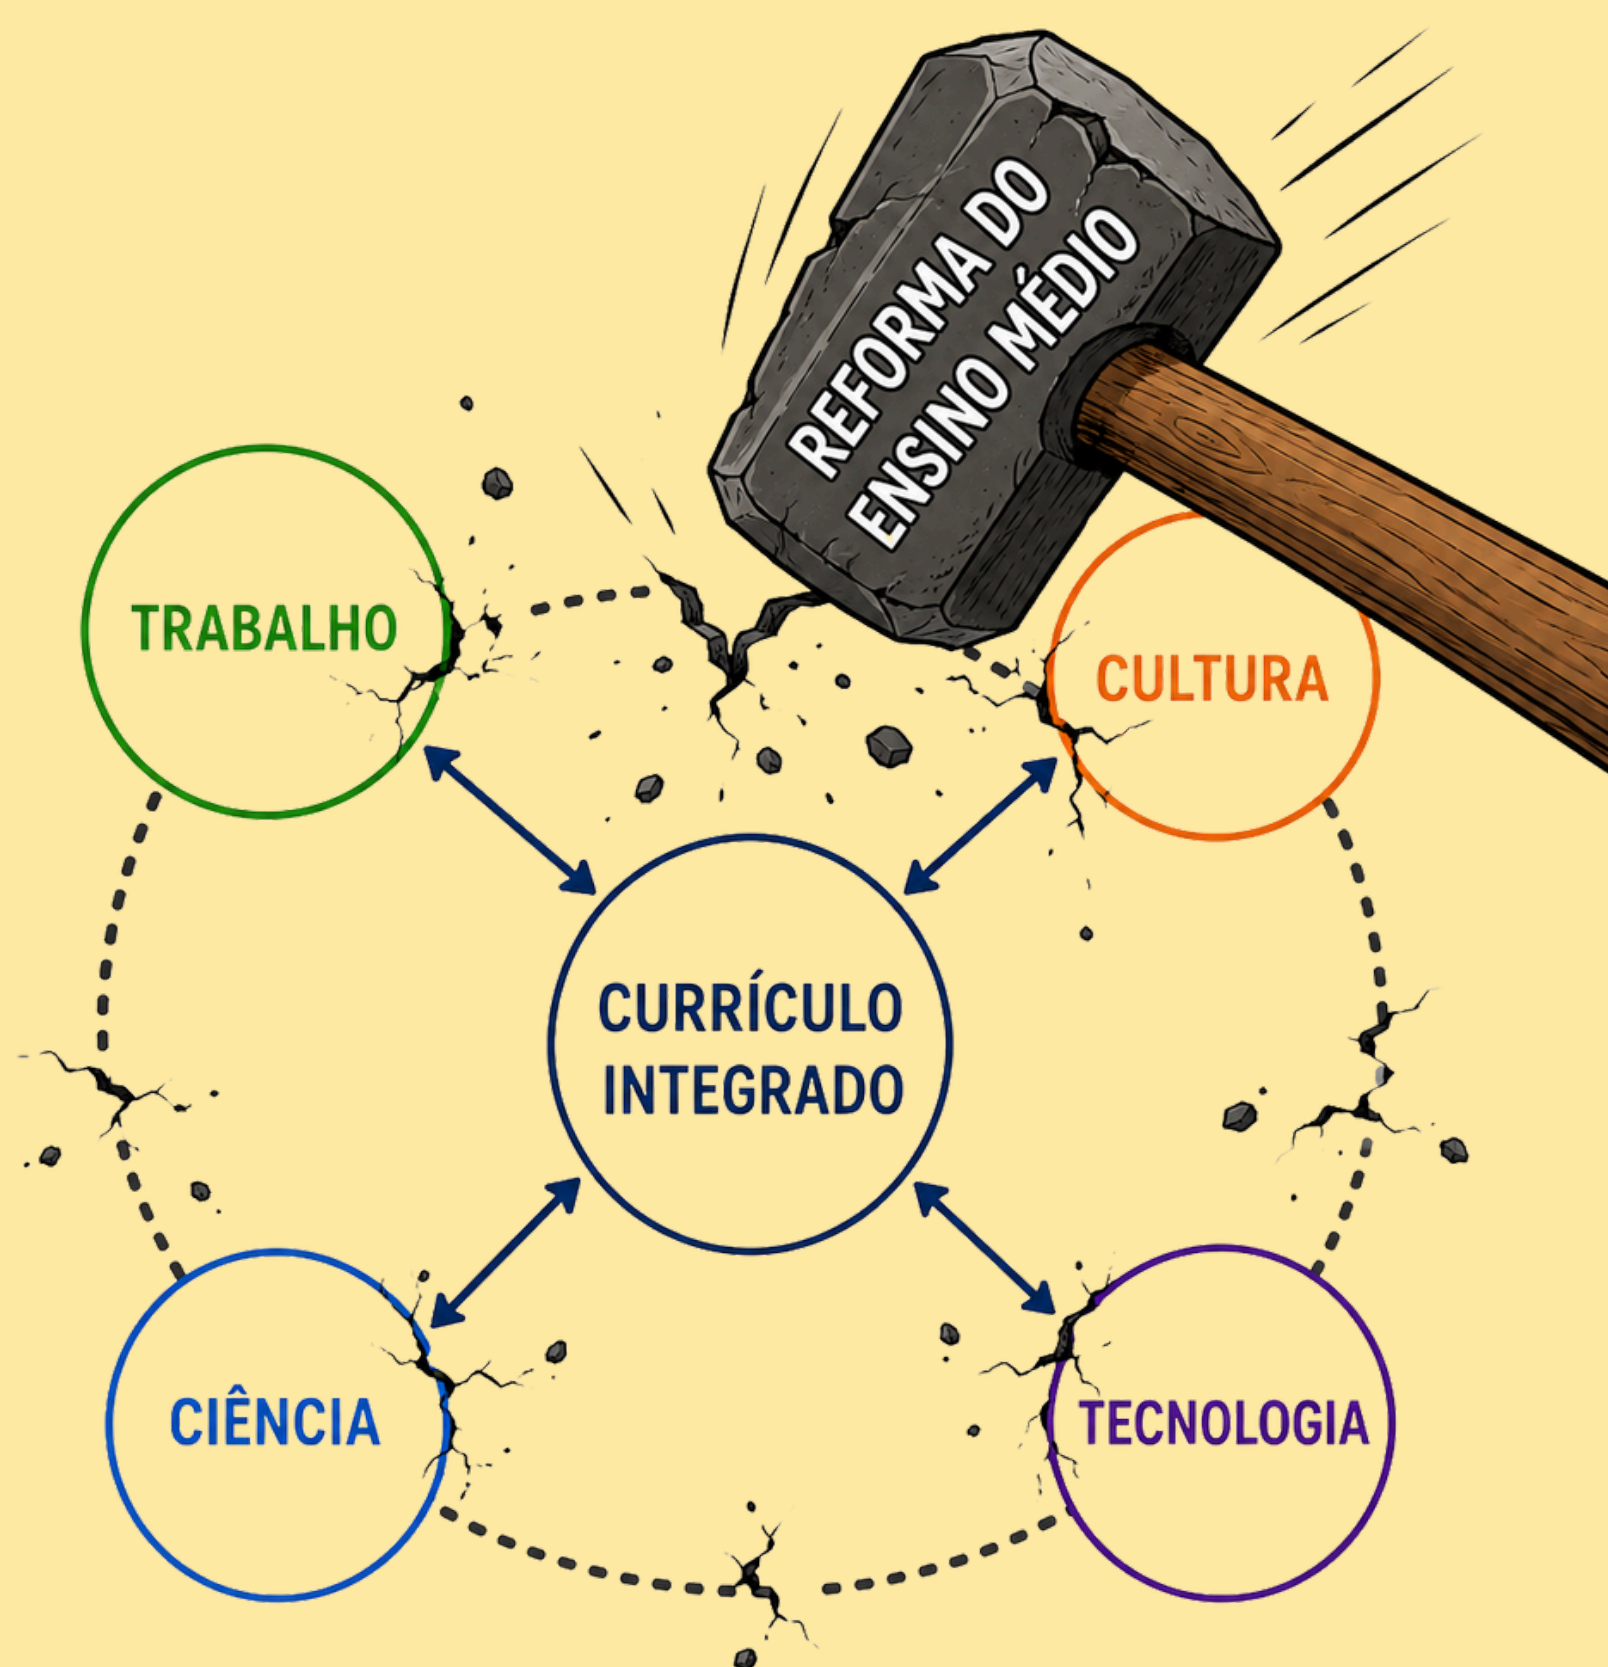 REFORMA DO
ENSINO MÉDIO
TRABALHO
CULTURA
CURRÍCULO
INTEGRADO
CIÊNCIA
TECNOLOGIA